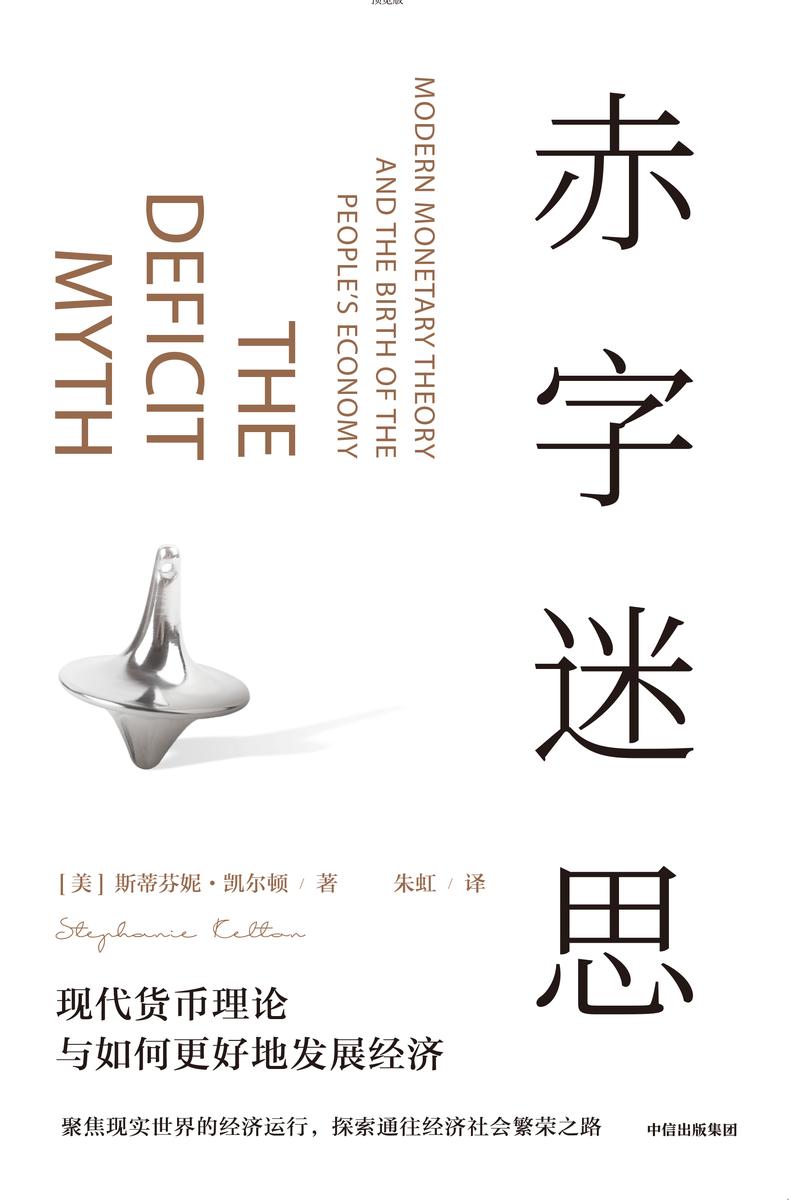 预览版
赤字迷思
MODERN MONETARY THEORY
AND THE BIRTH OF THE
PEOPLE'S ECONOMY
THE
DEFICIT
MYTH
[美] 斯蒂芬妮·凯尔顿 / 著 朱虹 / 译
Stephanie Kelton
现代货币理论
与如何更好地发展经济
聚焦现实世界的经济运行，探索通往经济社会繁荣之路
中信出版集团